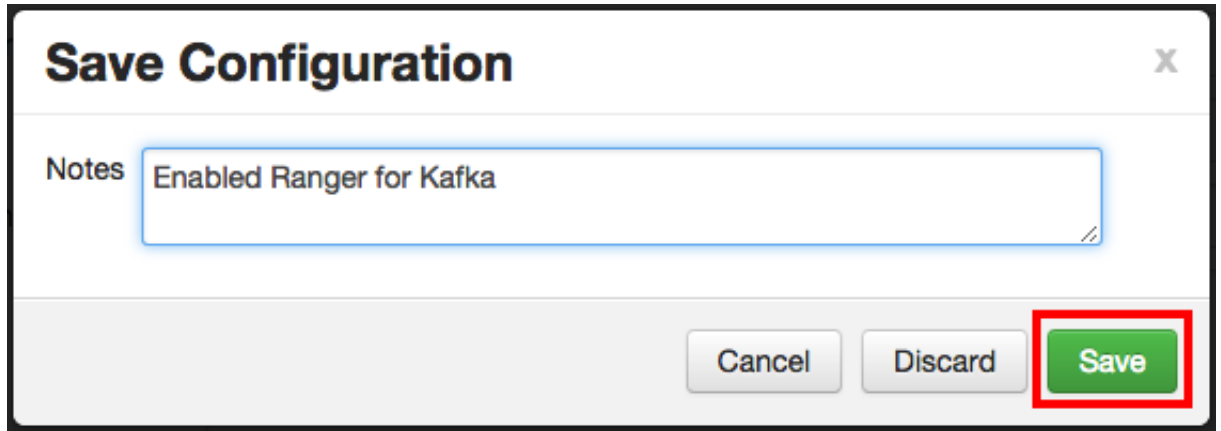 Save Configuration x
Notes Enabled Ranger for Kafka
Cancel Discard Save